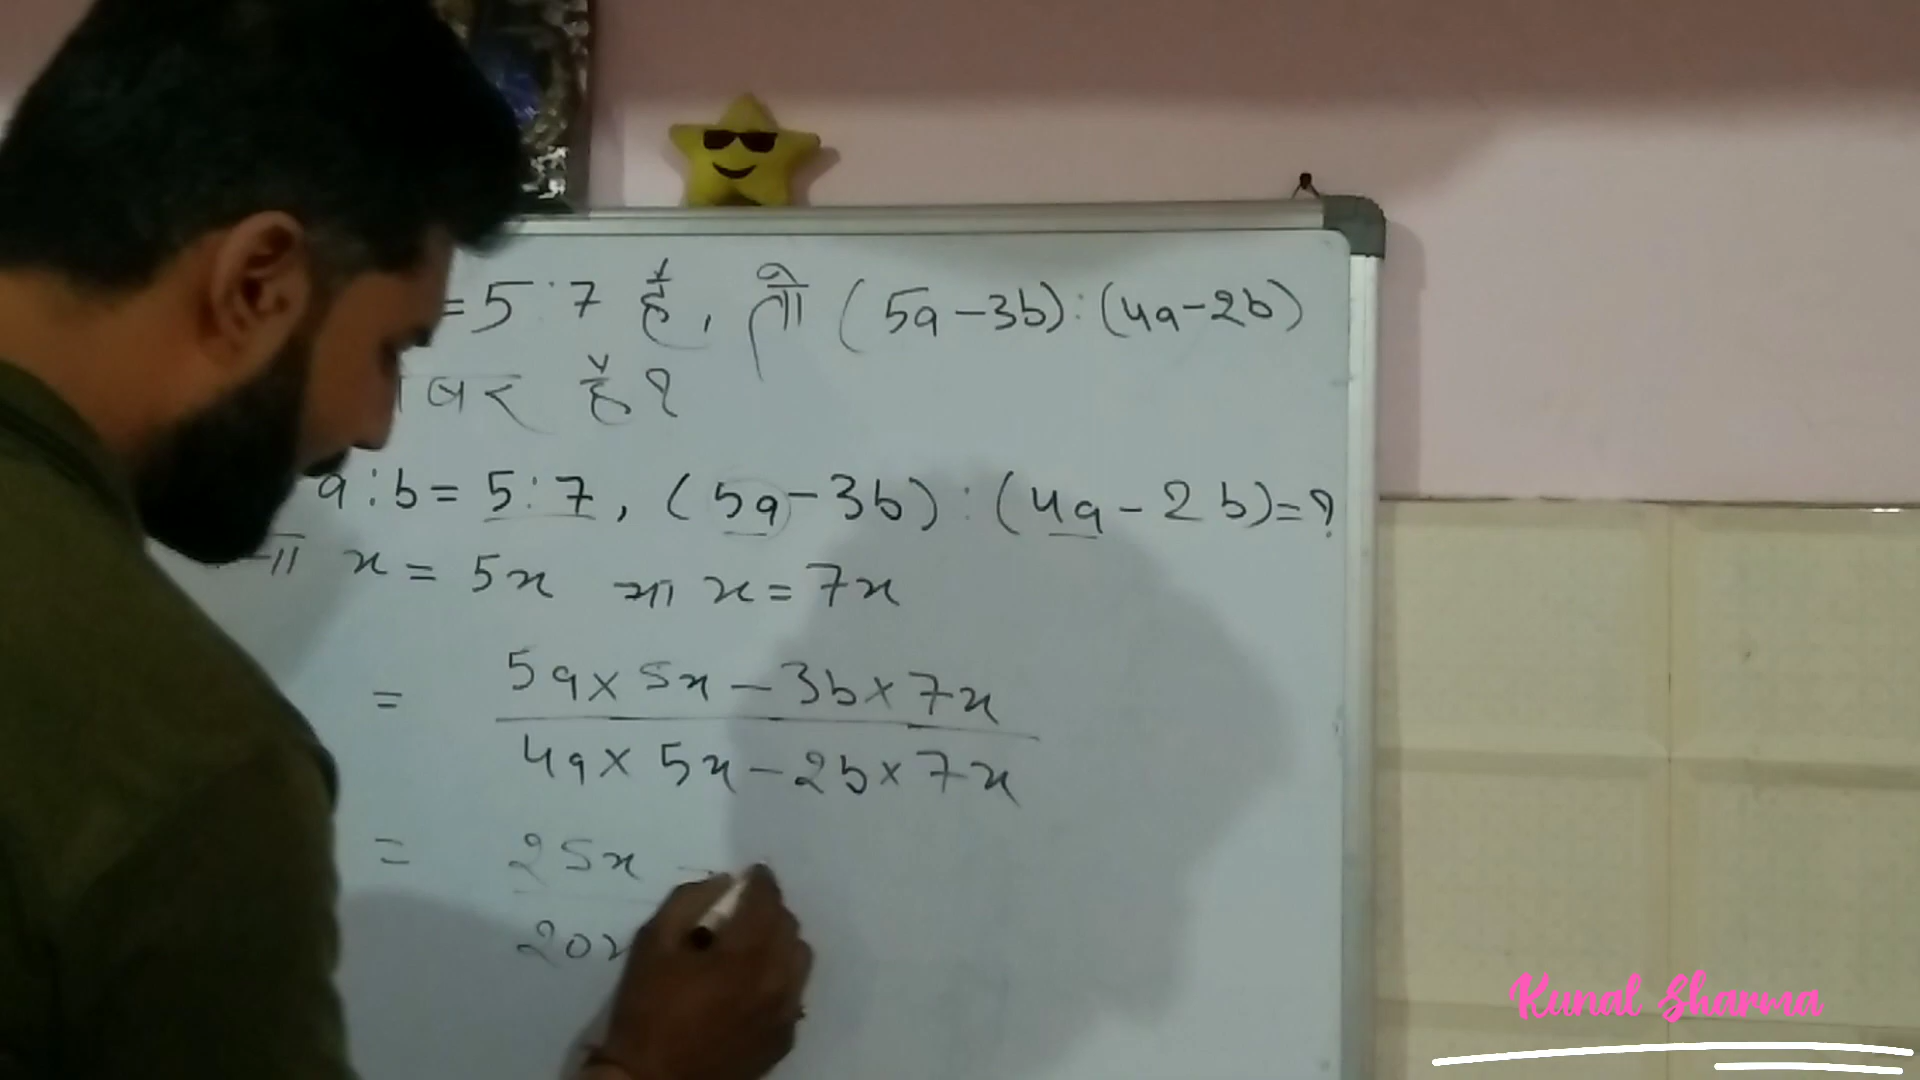 =5:7 है, तो (5a-3b):(4a-2b)
बर है?
a:b=5:7, (5a-3b):(4a-2b)=?
x=5x या x=7x
= 5a×5x-3b×7x
4a×5x-2b×7x
= 25x -
20x
Kunal Sharma